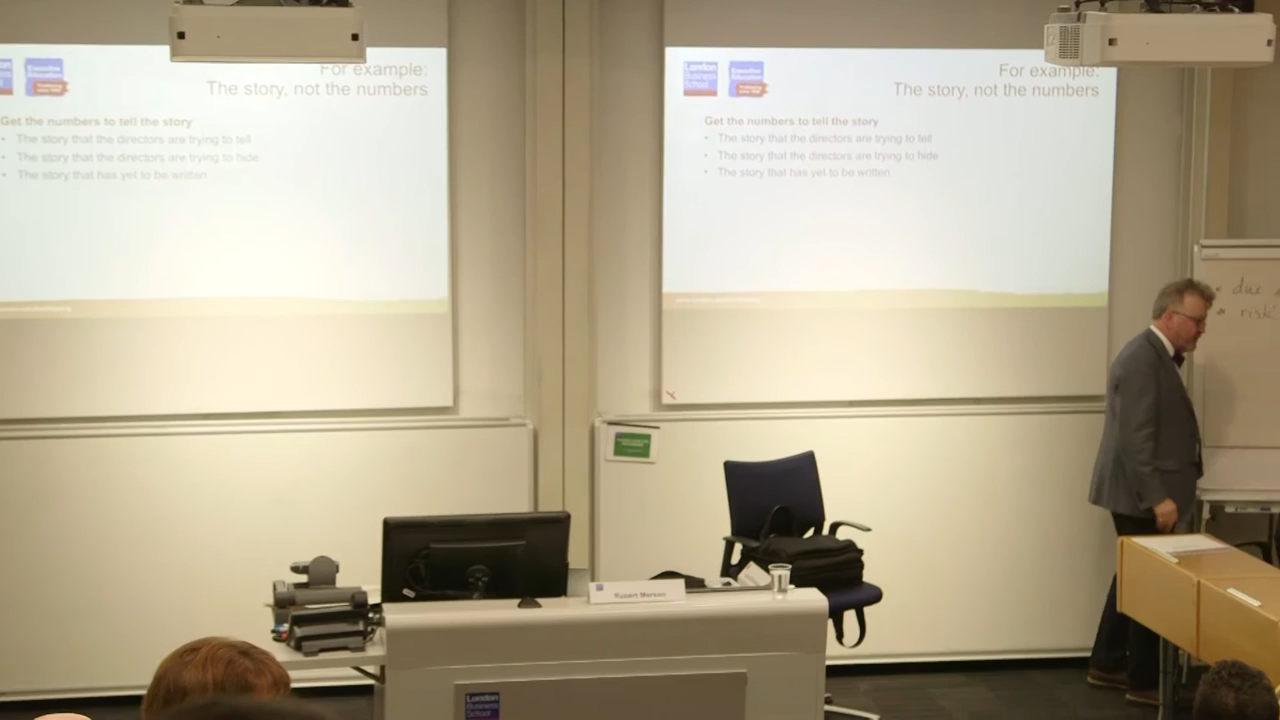 For example:
The story, not the numbers
Get the numbers to tell the story
• The story that the directors are trying to tell
• The story that the directors are trying to hide
• The story that has yet to be written
London
Business
School
Executive
Education
For example:
The story, not the numbers
Get the numbers to tell the story
• The story that the directors are trying to tell
• The story that the directors are trying to hide
• The story that has yet to be written
• due
• risk
Rupert Merson
London
Business
School